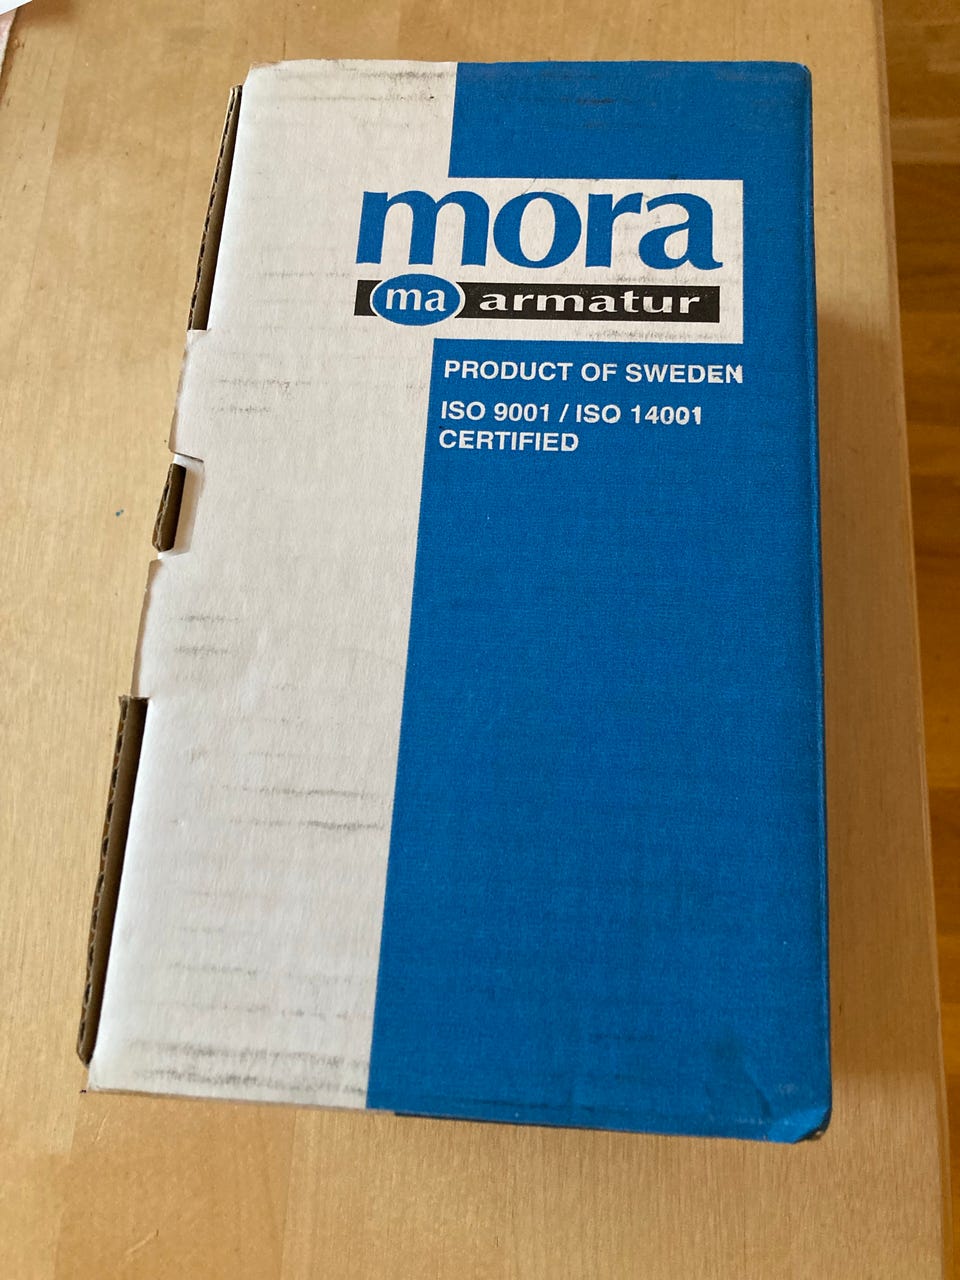 mora
ma armatur
PRODUCT OF SWEDEN
ISO 9001 / ISO 14001
CERTIFIED